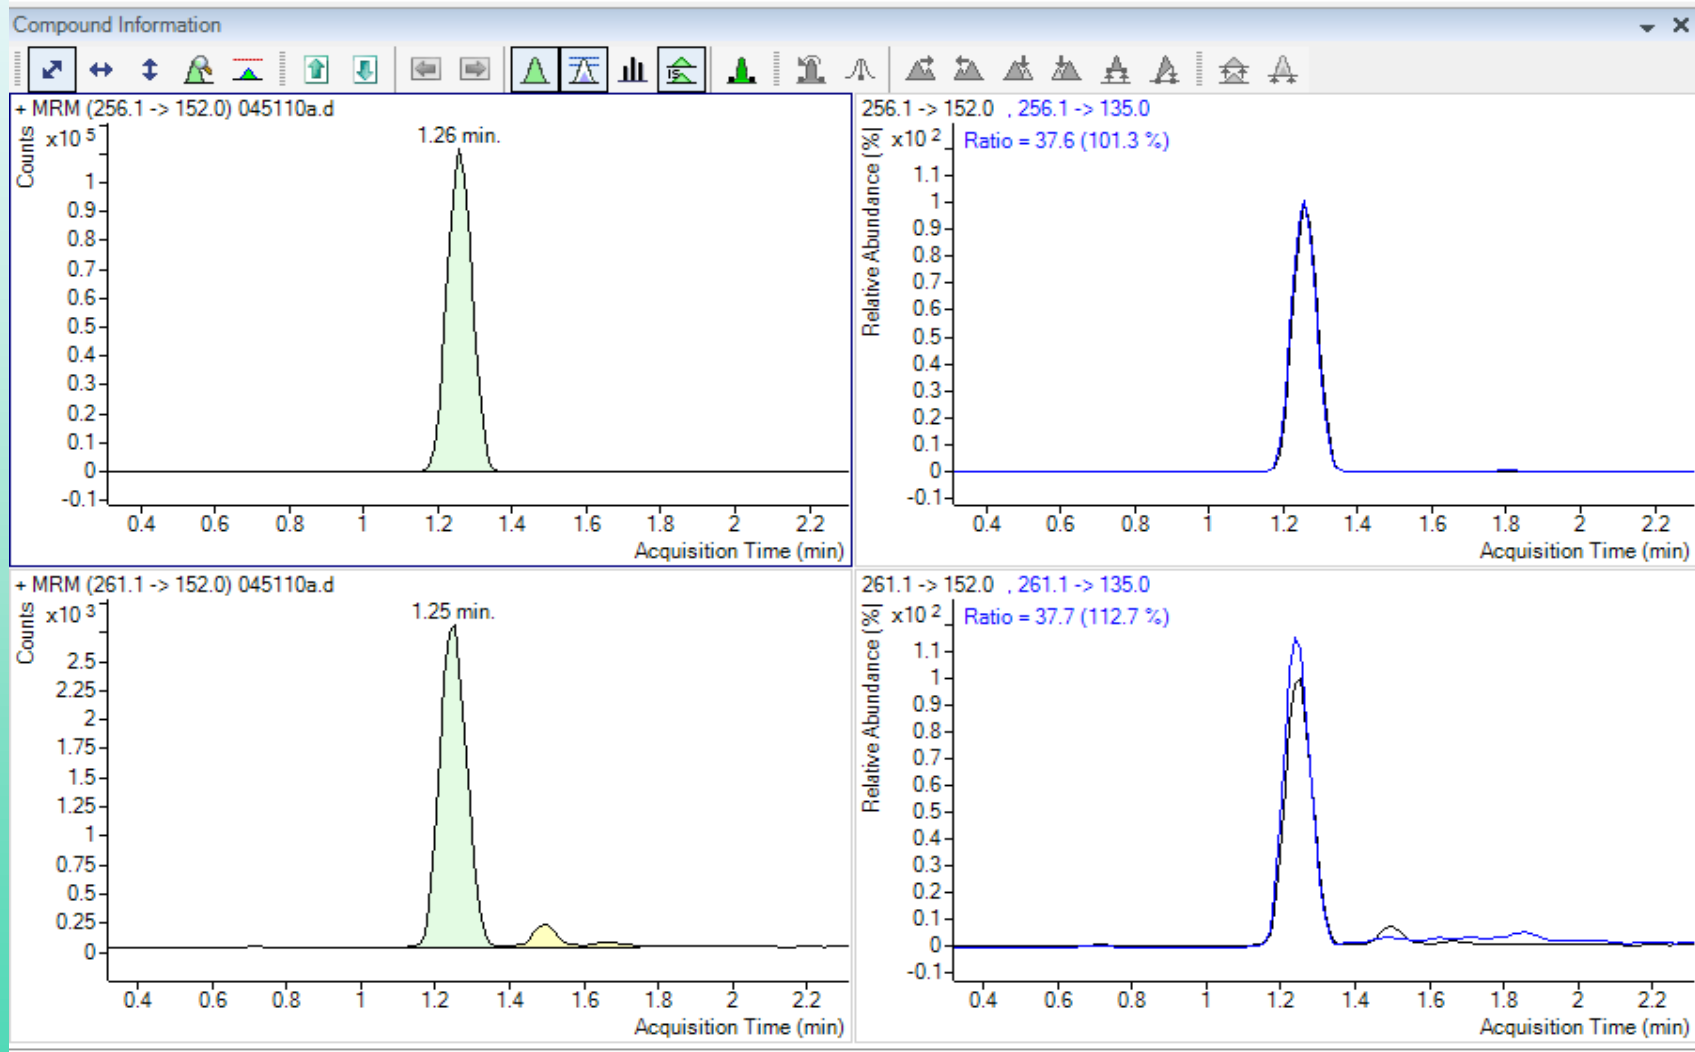 Compound Information
IS
+ MRM (256.1 -> 152.0) 045110a.d
Counts
x10 5
1.26 min.
1
0.9
0.8
0.7
0.6
0.5
0.4
0.3
0.2
0.1
0
-0.1
0.4 0.6 0.8 1 1.2 1.4 1.6 1.8 2 2.2
Acquisition Time (min)
256.1 -> 152.0 , 256.1 -> 135.0
Relative Abundance (%)
x10 2
Ratio = 37.6 (101.3 %)
1.1
1
0.9
0.8
0.7
0.6
0.5
0.4
0.3
0.2
0.1
0
-0.1
0.4 0.6 0.8 1 1.2 1.4 1.6 1.8 2 2.2
Acquisition Time (min)
+ MRM (261.1 -> 152.0) 045110a.d
Counts
x10 3
1.25 min.
2.5
2.25
2
1.75
1.5
1.25
1
0.75
0.5
0.25
0
0.4 0.6 0.8 1 1.2 1.4 1.6 1.8 2 2.2
Acquisition Time (min)
261.1 -> 152.0 , 261.1 -> 135.0
Relative Abundance (%)
x10 2
Ratio = 37.7 (112.7 %)
1.1
1
0.9
0.8
0.7
0.6
0.5
0.4
0.3
0.2
0.1
0
-0.1
0.4 0.6 0.8 1 1.2 1.4 1.6 1.8 2 2.2
Acquisition Time (min)